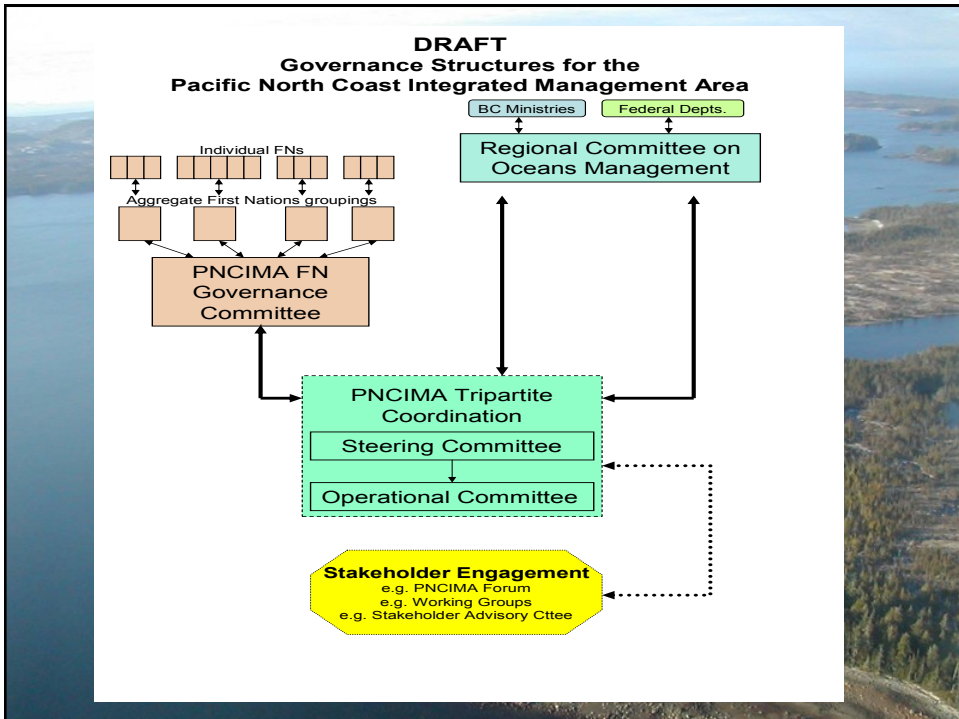 DRAFT
Governance Structures for the
Pacific North Coast Integrated Management Area
BC Ministries
Federal Depts.
Regional Committee on
Oceans Management
Individual FNs
Aggregate First Nations groupings
PNCIMA FN
Governance
Committee
PNCIMA Tripartite
Coordination
Steering Committee
Operational Committee
Stakeholder Engagement
e.g. PNCIMA Forum
e.g. Working Groups
e.g. Stakeholder Advisory Cttee